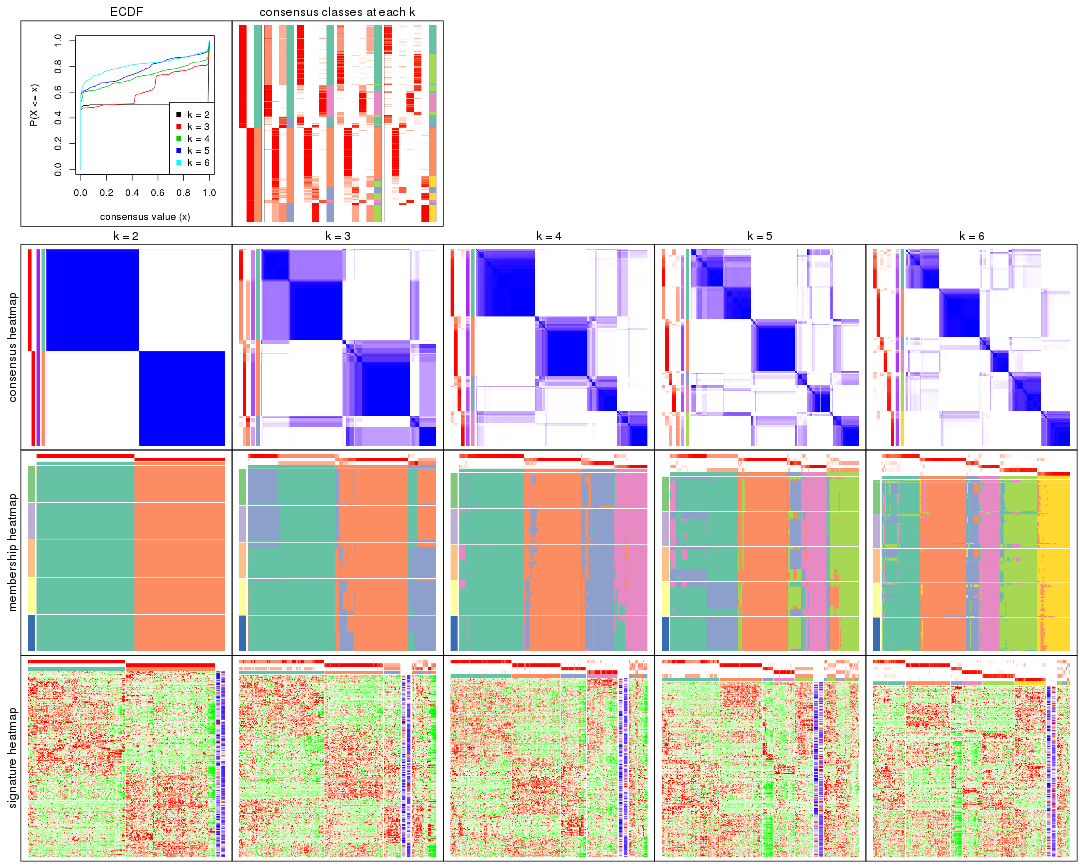 ECDF
consensus classes at each k
P(X <= x)
0.0
0.2
0.4
0.6
0.8
1.0
k = 2
k = 3
k = 4
k = 5
k = 6
0.0 0.2 0.4 0.6 0.8 1.0
consensus value (x)
k = 2
k = 3
k = 4
k = 5
k = 6
consensus heatmap
membership heatmap
signature heatmap